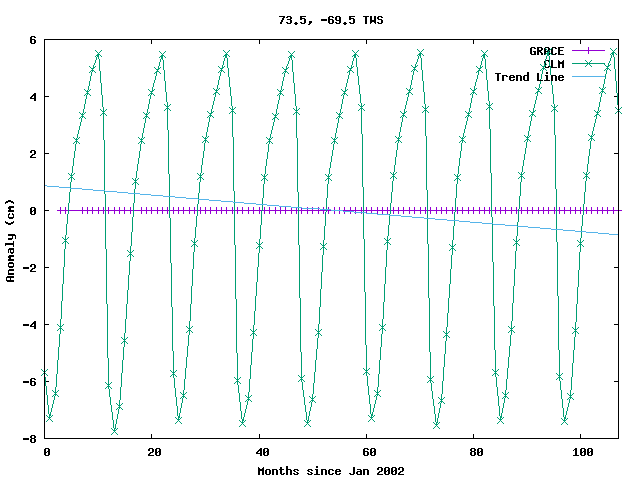 73.5, -69.5 TWS
GRACE
CLM
Trend Line
6
4
2
0
-2
-4
-6
-8
Anomaly (cm)
0 20 40 60 80 100
Months since Jan 2002